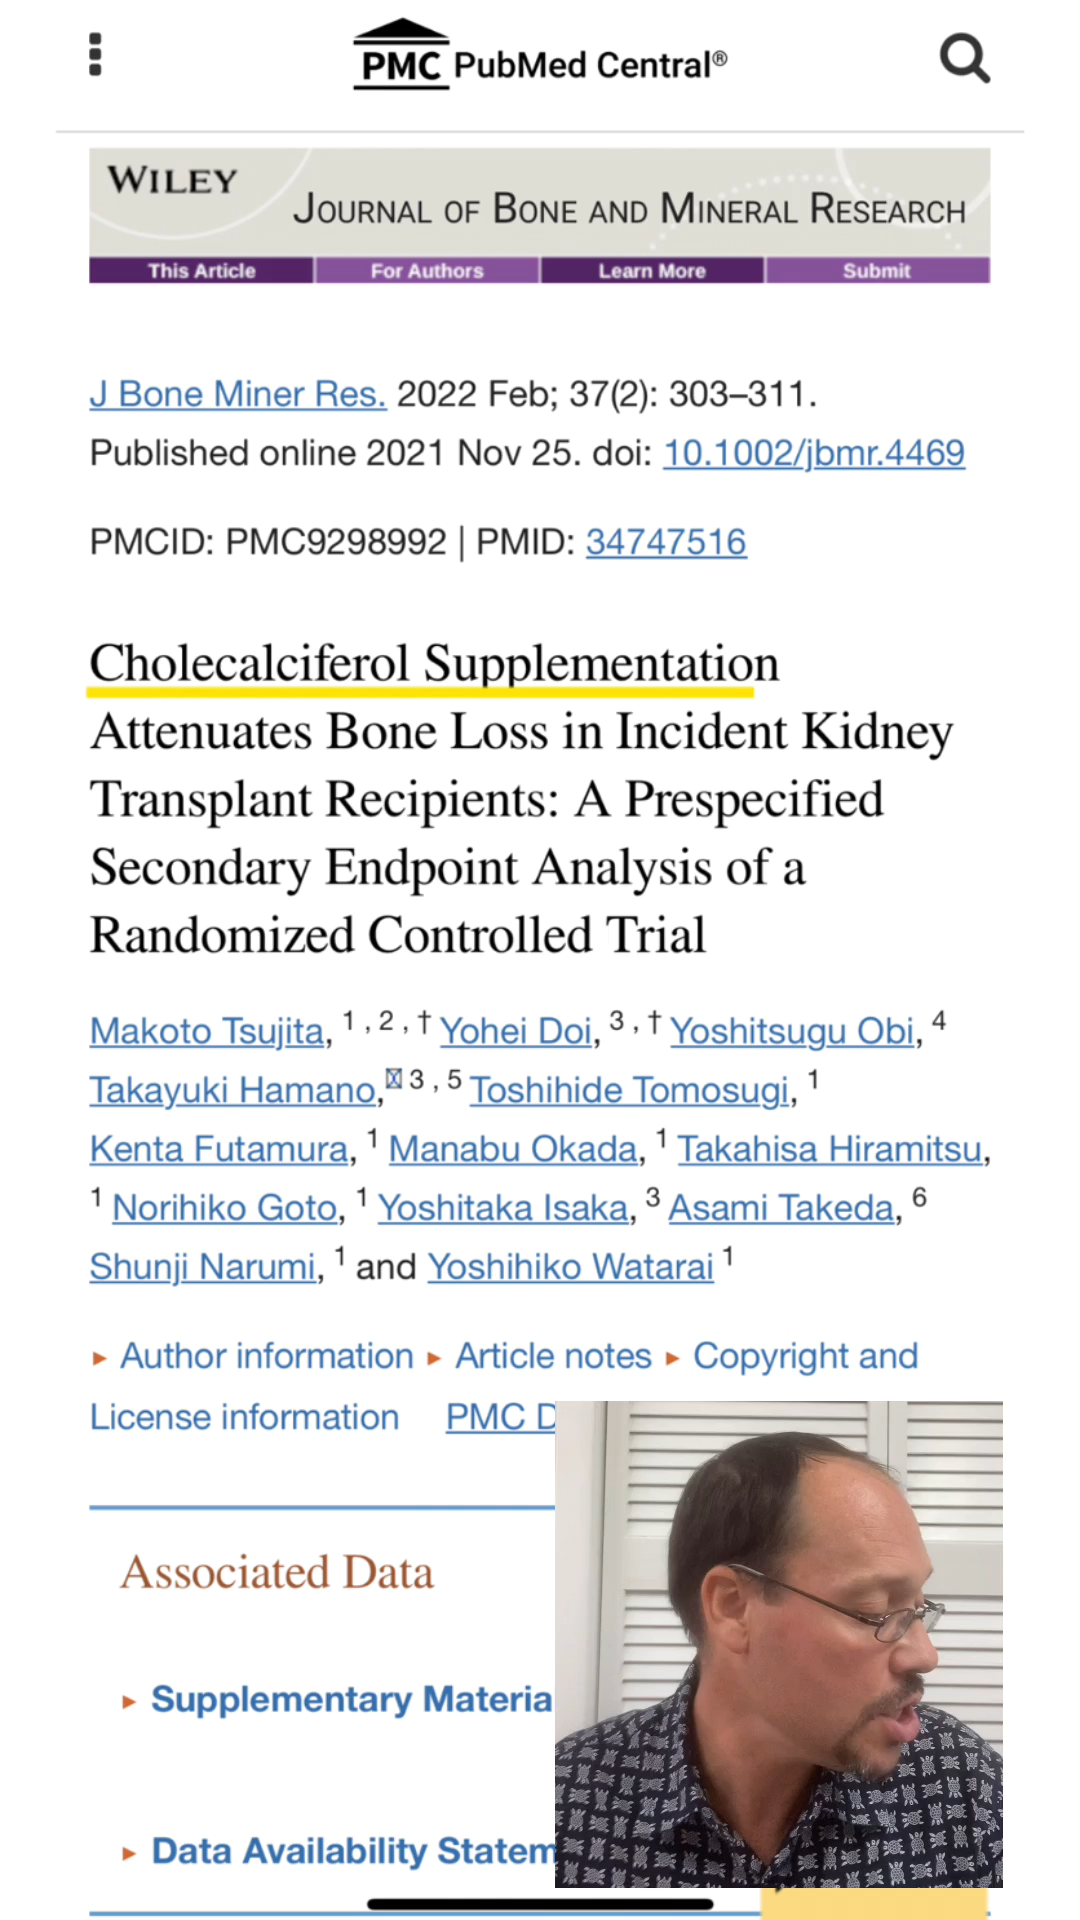 PMC PubMed Central®
WILEY
JOURNAL OF BONE AND MINERAL RESEARCH
This Article For Authors Learn More Submit
J Bone Miner Res. 2022 Feb; 37(2): 303–311.
Published online 2021 Nov 25. doi: 10.1002/jbmr.4469
PMCID: PMC9298992 | PMID: 34747516
Cholecalciferol Supplementation
Attenuates Bone Loss in Incident Kidney
Transplant Recipients: A Prespecified
Secondary Endpoint Analysis of a
Randomized Controlled Trial
Makoto Tsujita, 1 , 2 , † Yohei Doi, 3 , † Yoshitsugu Obi, 4
Takayuki Hamano, 3 , 5 Toshihide Tomosugi, 1
Kenta Futamura, 1 Manabu Okada, 1 Takahisa Hiramitsu,
1 Norihiko Goto, 1 Yoshitaka Isaka, 3 Asami Takeda, 6
Shunji Narumi, 1 and Yoshihiko Watarai 1
▸ Author information ▸ Article notes ▸ Copyright and
License information PMC D
Associated Data
▸ Supplementary Materia
▸ Data Availability Statem